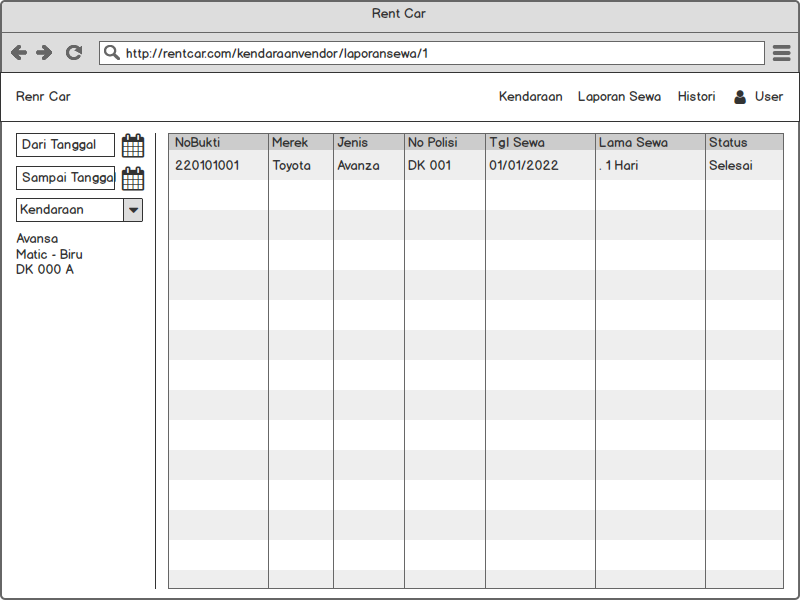 Rent Car
http://rentcar.com/kendaraanvendor/laporansewa/1
Renr Car
Kendaraan Laporan Sewa Histori User
Dari Tanggal
Sampai Tanggal
Kendaraan
Avansa
Matic - Biru
DK 000 A
NoBukti Merek Jenis No Polisi Tgl Sewa Lama Sewa Status
220101001 Toyota Avanza DK 001 01/01/2022 . 1 Hari Selesai